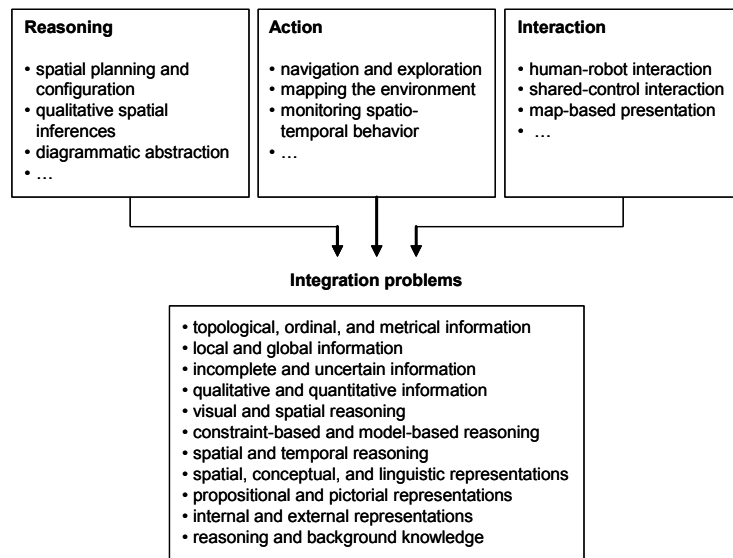 Reasoning
• spatial planning and
configuration
• qualitative spatial
inferences
• diagrammatic abstraction
• ...
Action
• navigation and exploration
• mapping the environment
• monitoring spatio-
temporal behavior
• ...
Interaction
• human-robot interaction
• shared-control interaction
• map-based presentation
• ...
Integration problems
• topological, ordinal, and metrical information
• local and global information
• incomplete and uncertain information
• qualitative and quantitative information
• visual and spatial reasoning
• constraint-based and model-based reasoning
• spatial and temporal reasoning
• spatial, conceptual, and linguistic representations
• propositional and pictorial representations
• internal and external representations
• reasoning and background knowledge